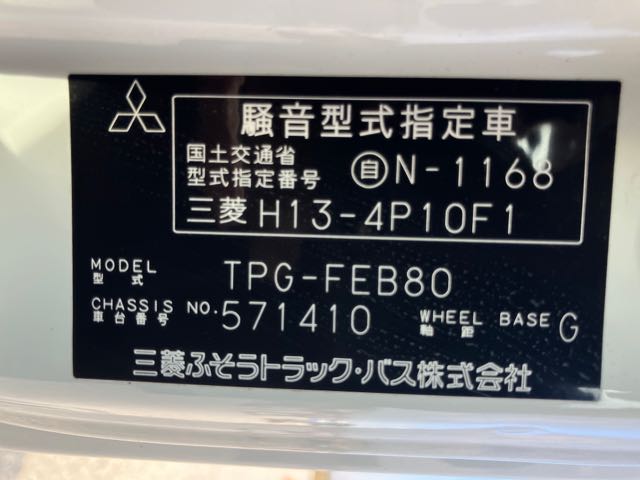 騒音型式指定車
国土交通省
型式指定番号 ㊀自 N-1168
三菱 H13-4P10F1
MODEL
型式 TPG-FEB80
CHASSIS NO.
車台番号 571410
WHEEL BASE
軸距 G
三菱ふそうトラック・バス株式会社